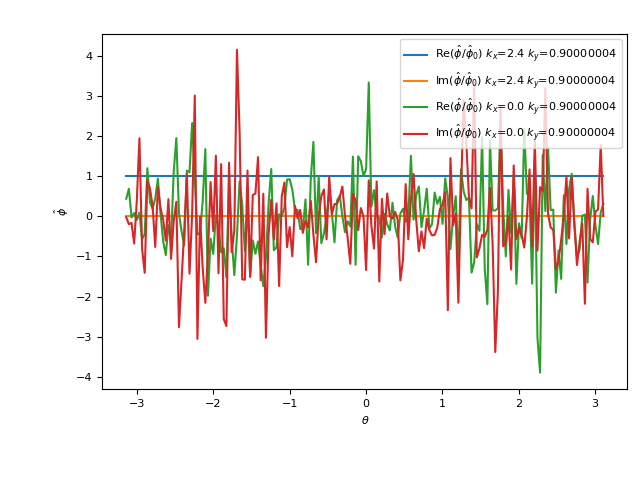 4
3
2
1
0
−1
−2
−3
−4
ϕ̂
Re(ϕ̂/ϕ̂₀) kₓ=2.4 k_y=0.90000004
Im(ϕ̂/ϕ̂₀) kₓ=2.4 k_y=0.90000004
Re(ϕ̂/ϕ̂₀) kₓ=0.0 k_y=0.90000004
Im(ϕ̂/ϕ̂₀) kₓ=0.0 k_y=0.90000004
−3 −2 −1 0 1 2 3
θ